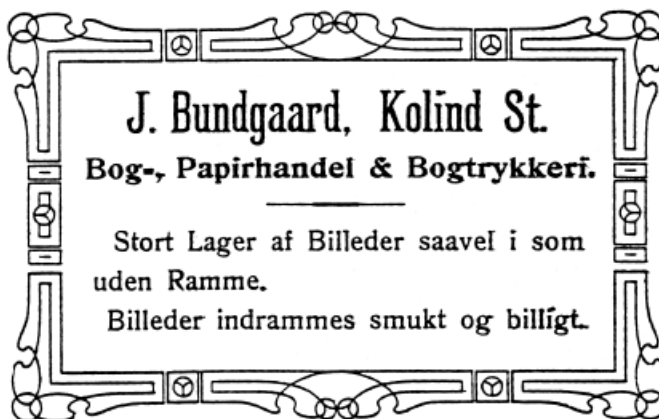 J. Bundgaard, Kolind St.
Bog-, Papirhandel & Bogtrykkeri.
Stort Lager af Billeder saavel i som
uden Ramme.
Billeder indrammes smukt og billigt.